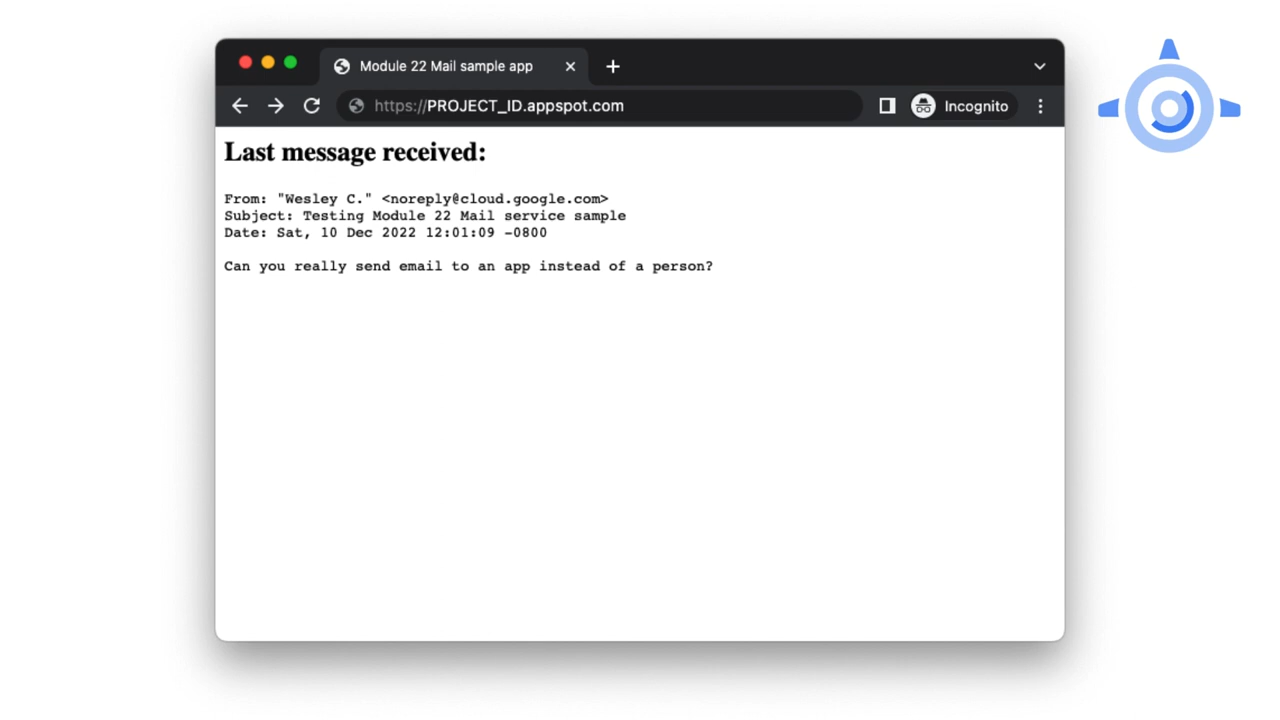 Module 22 Mail sample app
https://PROJECT_ID.appspot.com
Incognito
Last message received:
From: "Wesley C." <noreply@cloud.google.com>
Subject: Testing Module 22 Mail service sample
Date: Sat, 10 Dec 2022 12:01:09 -0800
Can you really send email to an app instead of a person?